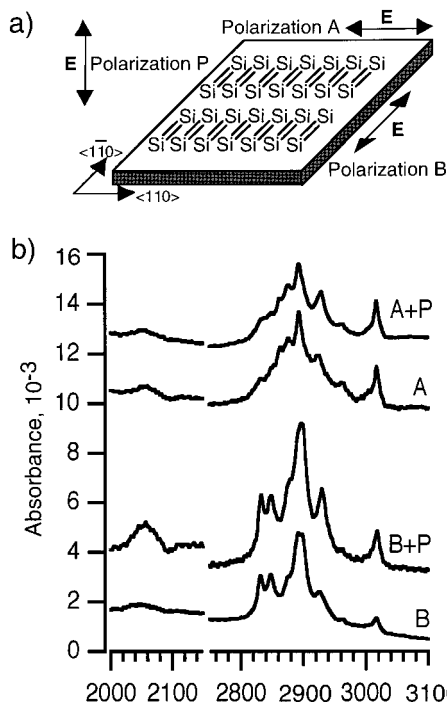 a)
Polarization A
E
E
Polarization P
Si Si Si Si Si Si Si
Si Si Si Si Si Si Si
Si Si Si Si Si Si Si
Si Si Si Si Si Si Si
E
Polarization B
<11̅0>
<110>
b)
Absorbance, 10-3
16
14
12
10
8
6
4
2
0
A+P
A
B+P
B
2000 2100 2800 2900 3000 310